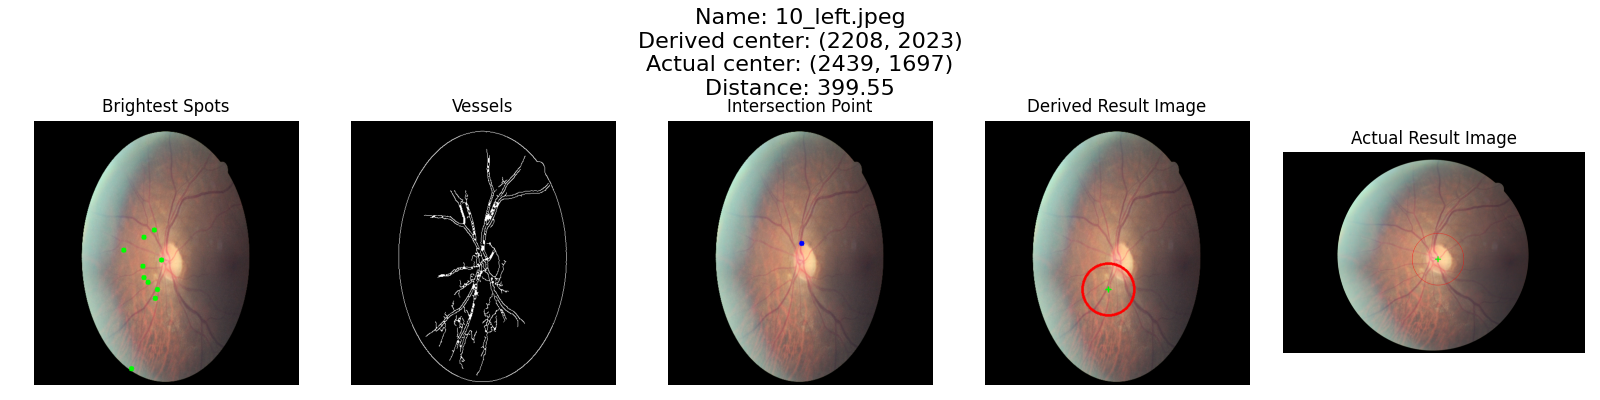 Name: 10_left.jpeg
Derived center: (2208, 2023)
Actual center: (2439, 1697)
Distance: 399.55
Brightest Spots
Vessels
Intersection Point
Derived Result Image
Actual Result Image